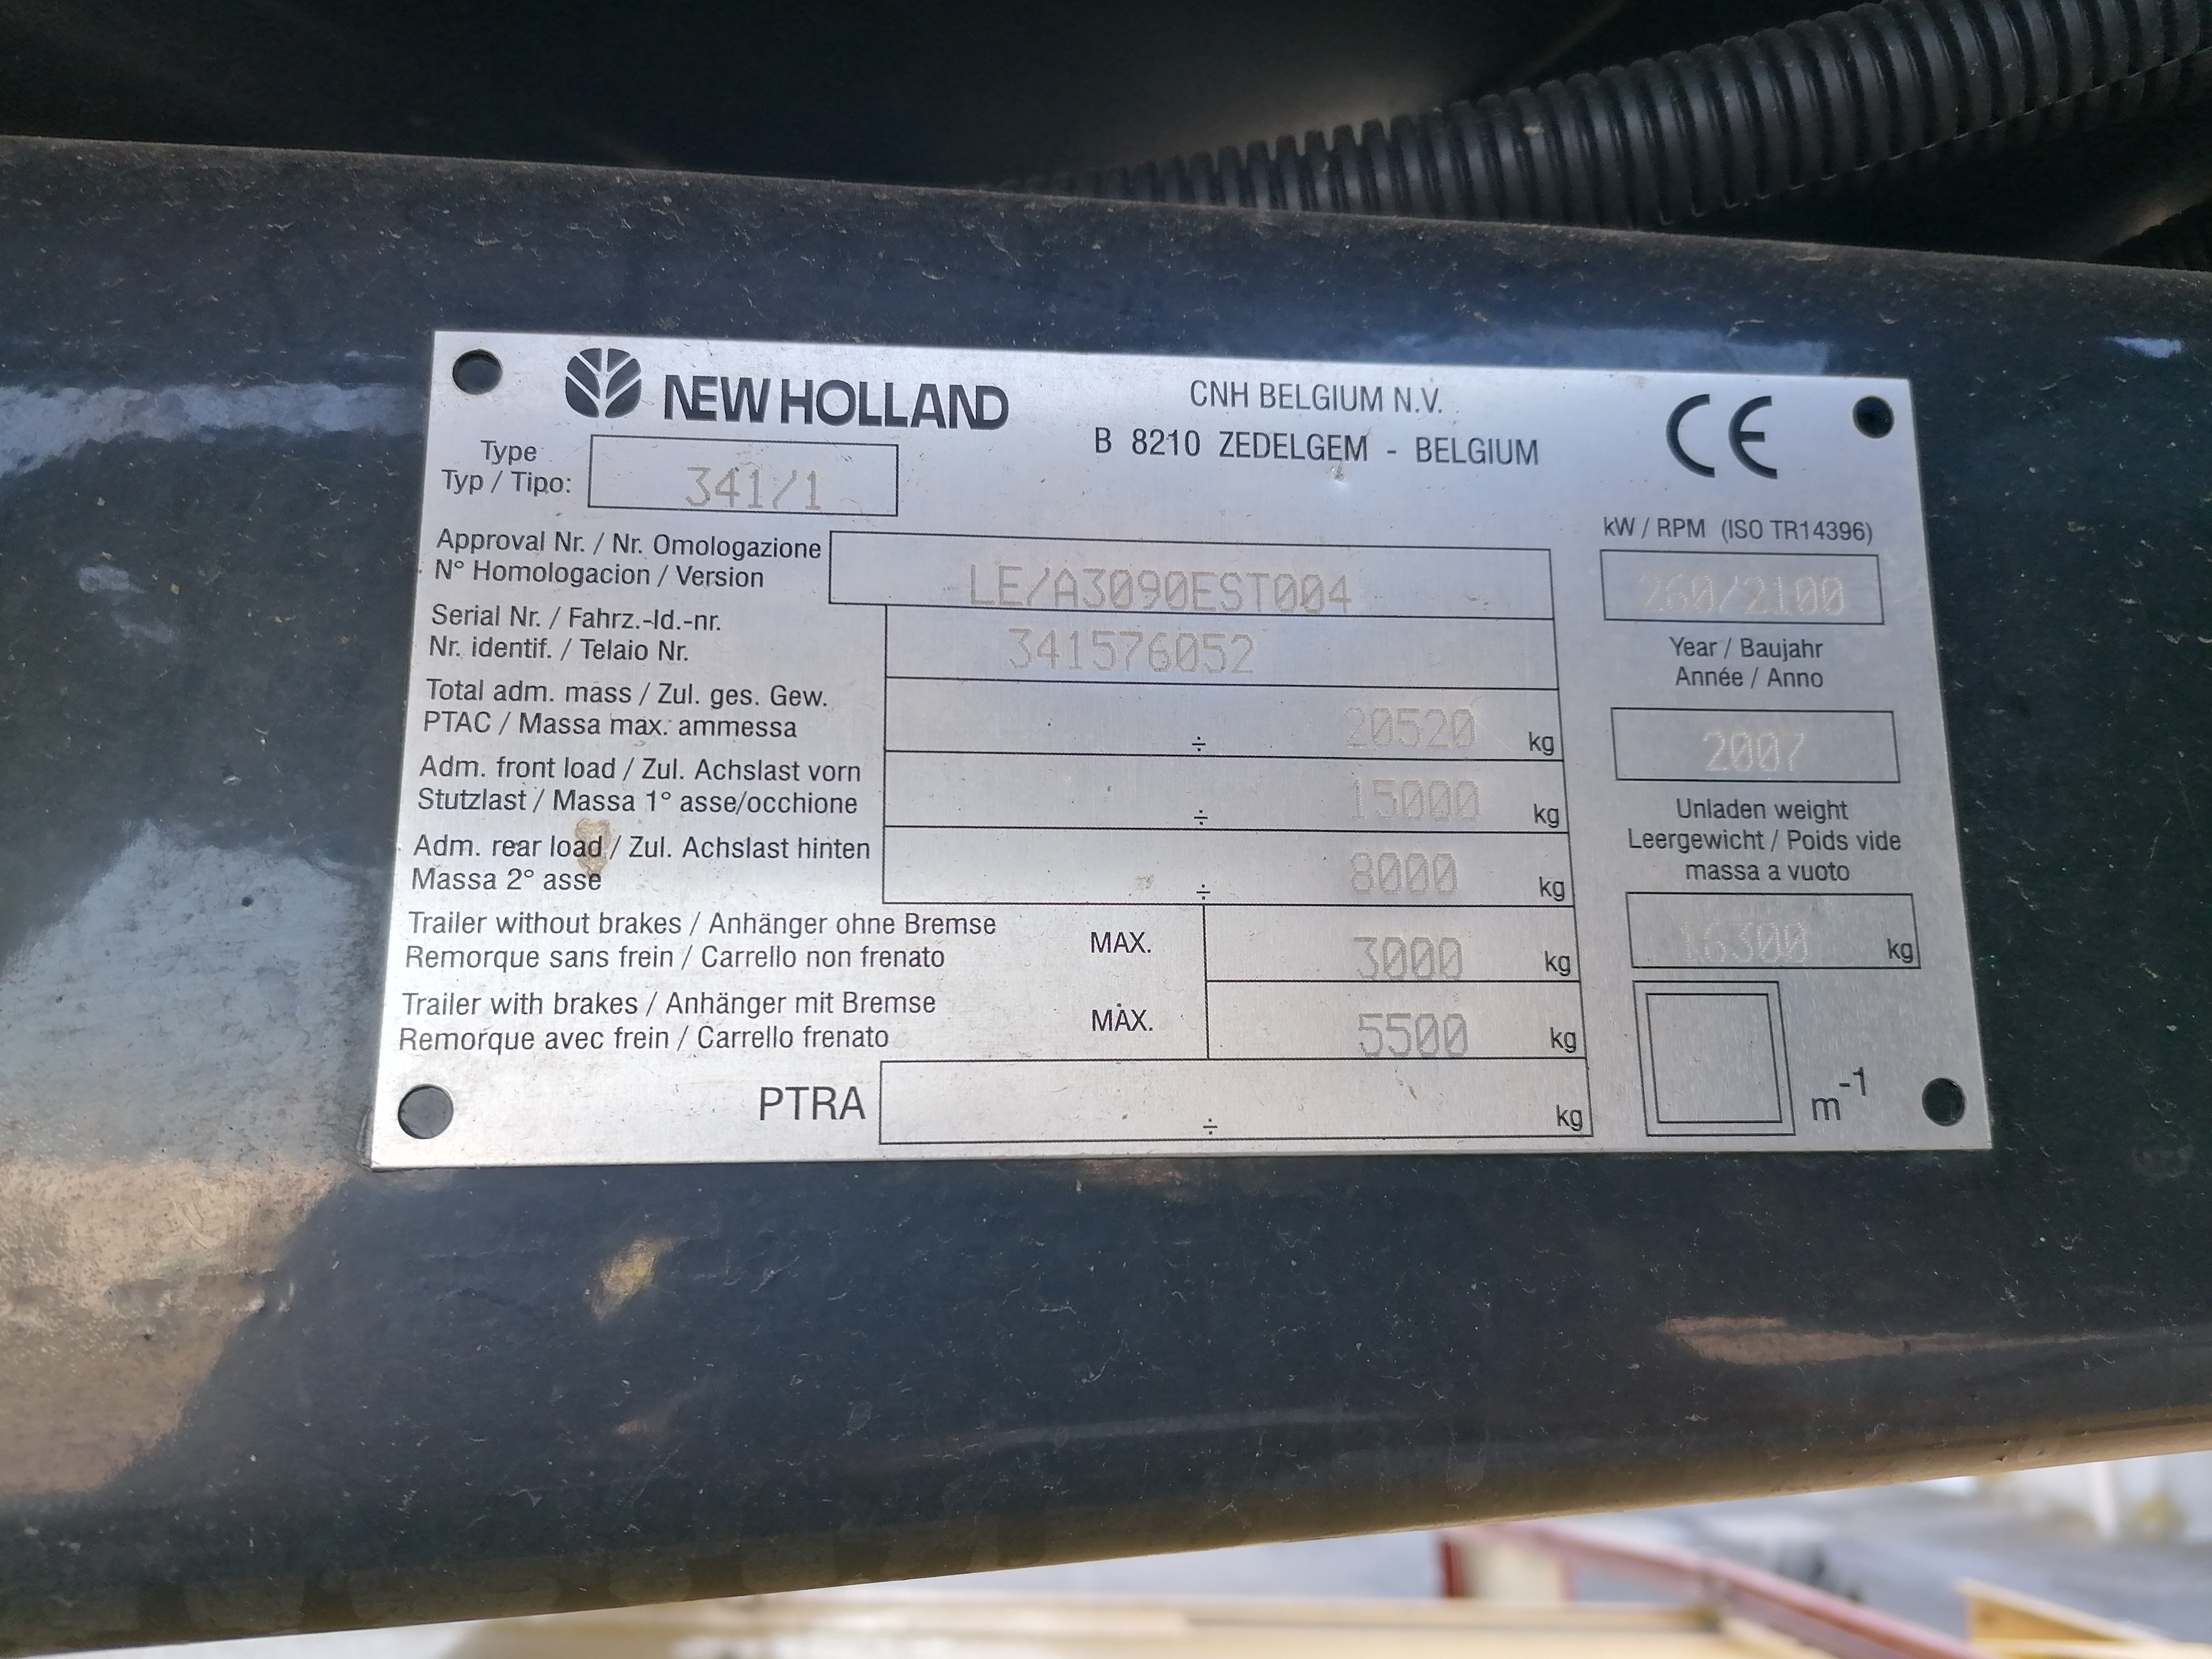 NEW HOLLAND
CNH BELGIUM N.V.
B 8210 ZEDELGEM - BELGIUM
CE
Type
Typ / Tipo:
341/1
Approval Nr. / Nr. Omologazione
N° Homologacion / Version
LE/A3090EST004
kW / RPM (ISO TR14396)
260/2100
Serial Nr. / Fahrz.-Id.-nr.
Nr. identif. / Telaio Nr.
341576052
Year / Baujahr
Année / Anno
2007
Total adm. mass / Zul. ges. Gew.
PTAC / Massa max. ammessa
÷ 20520 kg
Adm. front load / Zul. Achslast vorn
Stutzlast / Massa 1° asse/occhione
÷ 15000 kg
Unladen weight
Leergewicht / Poids vide
massa a vuoto
16300 kg
Adm. rear load / Zul. Achslast hinten
Massa 2° asse
÷ 8000 kg
Trailer without brakes / Anhänger ohne Bremse
Remorque sans frein / Carrello non frenato
MAX. 3000 kg
Trailer with brakes / Anhänger mit Bremse
Remorque avec frein / Carrello frenato
MAX. 5500 kg
PTRA ÷ kg
m-1